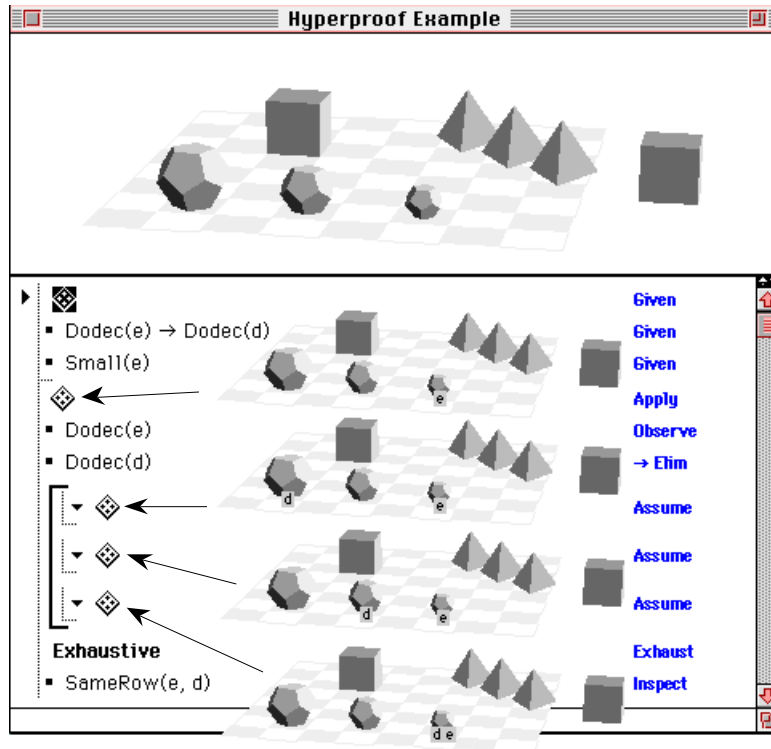 Hyperproof Example
Given
Dodec(e) → Dodec(d) Given
Small(e) Given
e Apply
Dodec(e) Observe
Dodec(d) → Elim
d e Assume
Assume
d e Assume
Exhaustive Exhaust
SameRow(e, d) Inspect
d e